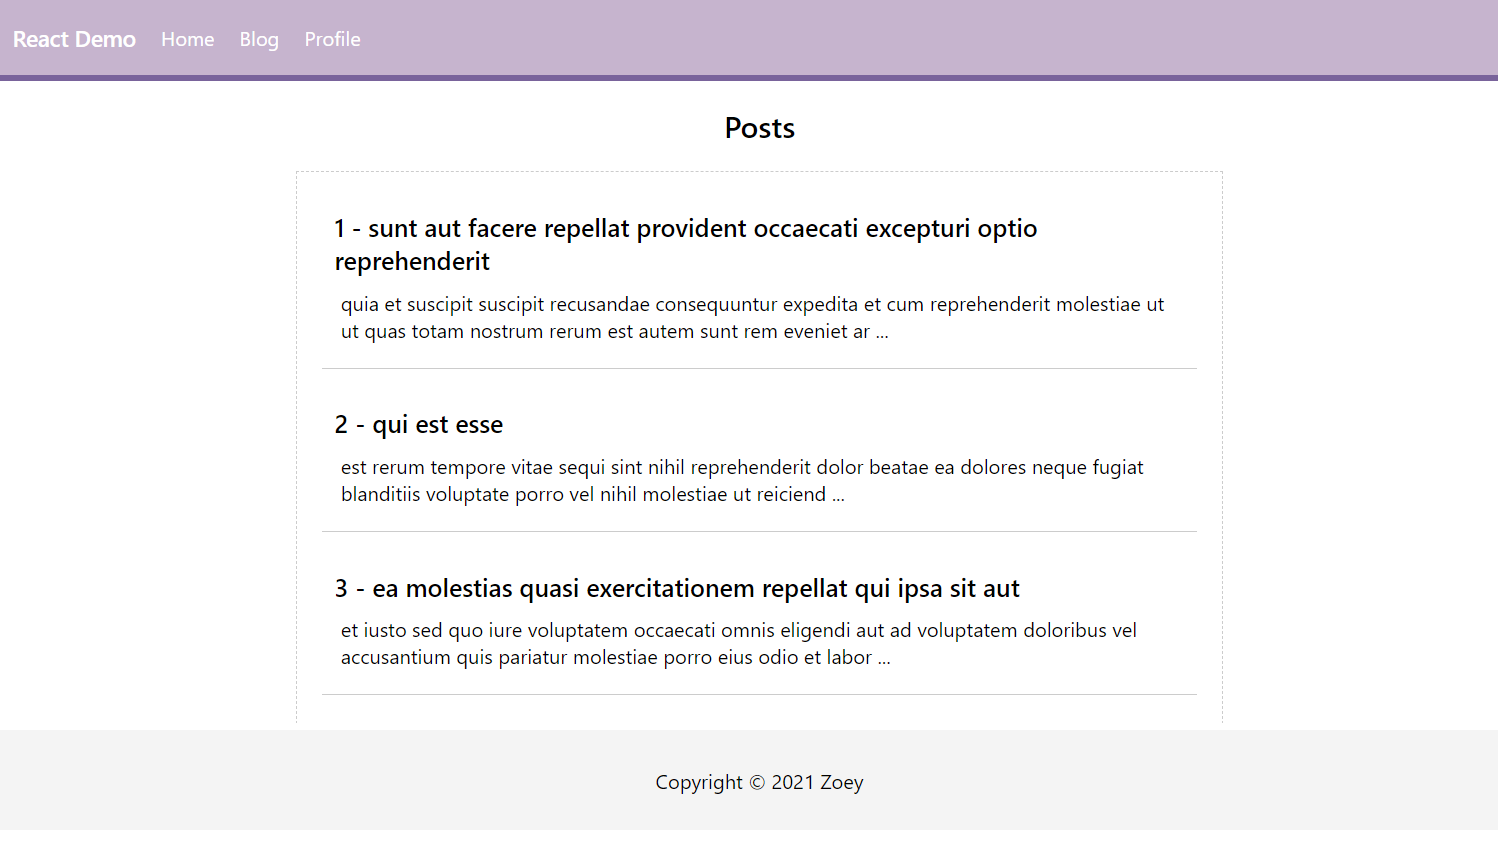 React Demo Home Blog Profile
Posts
1 - sunt aut facere repellat provident occaecati excepturi optio
reprehenderit
quia et suscipit suscipit recusandae consequuntur expedita et cum reprehenderit molestiae ut
ut quas totam nostrum rerum est autem sunt rem eveniet ar ...
2 - qui est esse
est rerum tempore vitae sequi sint nihil reprehenderit dolor beatae ea dolores neque fugiat
blanditiis voluptate porro vel nihil molestiae ut reiciend ...
3 - ea molestias quasi exercitationem repellat qui ipsa sit aut
et iusto sed quo iure voluptatem occaecati omnis eligendi aut ad voluptatem doloribus vel
accusantium quis pariatur molestiae porro eius odio et labor ...
Copyright © 2021 Zoey